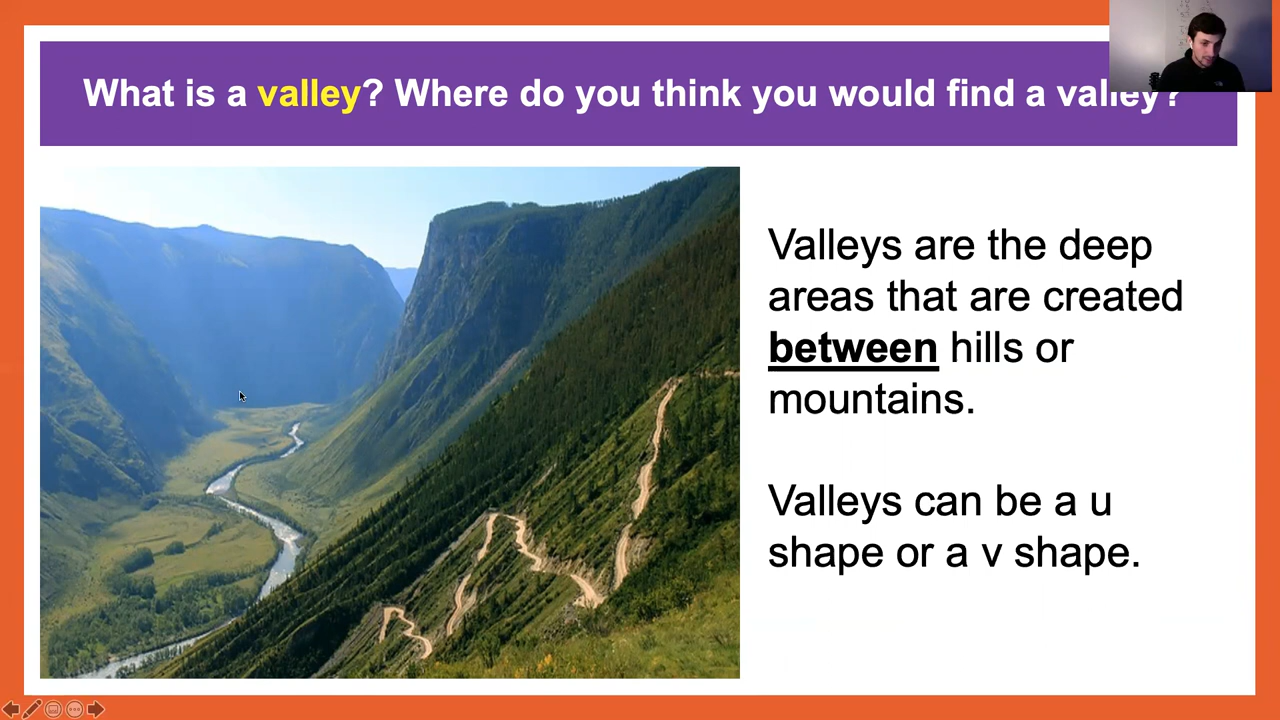 What is a valley? Where do you think you would find a valley?
Valleys are the deep
areas that are created
between hills or
mountains.
Valleys can be a u
shape or a v shape.